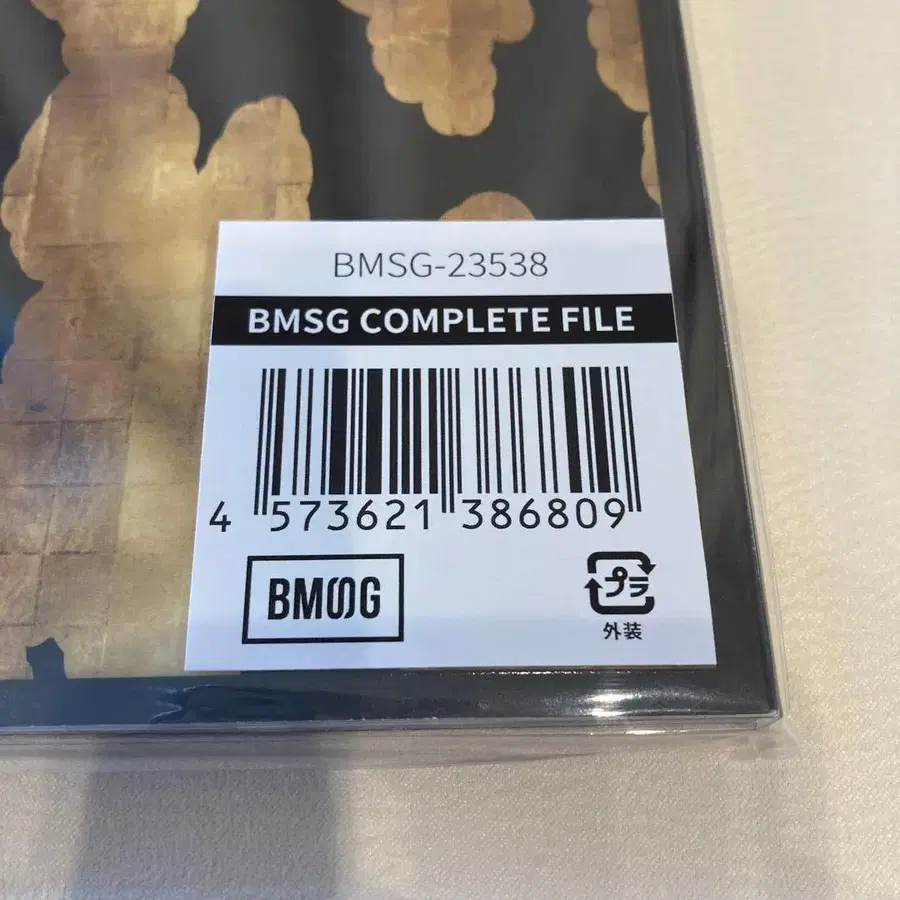 BMSG-23538
BMSG COMPLETE FILE
4 573621 386809
BMSG
プラ
外装